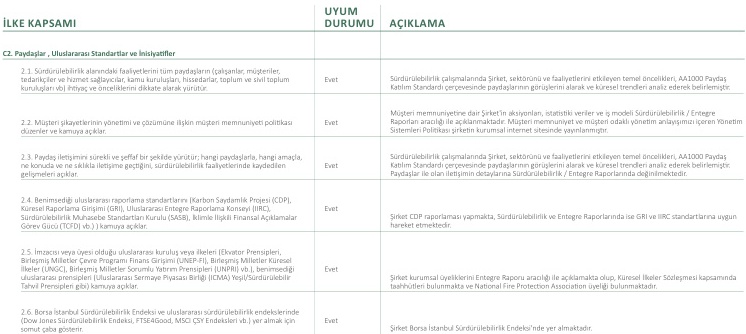 İLKE KAPSAMI
UYUM DURUMU
AÇIKLAMA
C2. Paydaşlar , Uluslararası Standartlar ve İnisiyatifler
2.1. Sürdürülebilirlik alanındaki faaliyetlerini tüm paydaşların (çalışanlar, müşteriler,
tedarikçiler ve hizmet sağlayıcılar, kamu kuruluşları, hissedarlar, toplum ve sivil toplum
kuruluşları vb) ihtiyaç ve önceliklerini dikkate alarak yürütür.
Evet
Sürdürülebilirlik çalışmalarında Şirket, sektörünü ve faaliyetlerini etkileyen temel öncelikleri, AA1000 Paydaş
Katılım Standardı çerçevesinde paydaşlarının görüşlerini alarak ve küresel trendleri analiz ederek belirlemiştir.
2.2. Müşteri şikayetlerinin yönetimi ve çözümüne ilişkin müşteri memnuniyeti politikası
düzenler ve kamuya açıklar.
Evet
Müşteri memnuniyetine dair Şirket'in aksiyonları, istatistiki veriler ve iş modeli Sürdürülebilirlik / Entegre
Raporları aracılığı ile açıklanmaktadır. Müşteri memnuniyet ve müşteri odaklı yönetim anlayışımızı içeren Yönetim
Sistemleri Politikası şirketin kurumsal internet sitesinde yayınlanmıştır.
2.3. Paydaş iletişimini sürekli ve şeffaf bir şekilde yürütür; hangi paydaşlarla, hangi amaçla,
ne konuda ve ne sıklıkla iletişime geçtiğini, sürdürülebilirlik faaliyetlerinde kaydedilen
gelişmeleri açıklar.
Evet
Sürdürülebilirlik çalışmalarında Şirket, sektörünü ve faaliyetlerini etkileyen temel öncelikleri, AA1000 Paydaş
Katılım Standardı çerçevesinde paydaşlarının görüşlerini alarak ve küresel trendleri analiz ederek belirlemiştir.
Paydaşlar ile olan iletişimin detaylarına Sürdürülebilirlik / Entegre Raporlarında değinilmektedir.
2.4. Benimsediği uluslararası raporlama standartlarını (Karbon Saydamlık Projesi (CDP),
Küresel Raporlama Girişimi (GRI), Uluslararası Entegre Raporlama Konseyi (IIRC),
Sürdürülebilirlik Muhasebe Standartları Kurulu (SASB), İklimle İlişkili Finansal Açıklamalar
Görev Gücü (TCFD) vb.) ) kamuya açıklar.
Evet
Şirket CDP raporlaması yapmakta, Sürdürülebilirlik ve Entegre Raporlarında ise GRI ve IIRC standartlarına uygun
hareket etmektedir.
2.5. İmzacısı veya üyesi olduğu uluslararası kuruluş veya ilkeleri (Ekvator Prensipleri,
Birleşmiş Milletler Çevre Programı Finans Girişimi (UNEP-FI), Birleşmiş Milletler Küresel
İlkeler (UNGC), Birleşmiş Milletler Sorumlu Yatırım Prensipleri (UNPRI) vb.), benimsediği
uluslararası prensipleri (Uluslararası Sermaye Piyasası Birliği (ICMA) Yeşil/Sürdürülebilir
Tahvil Prensipleri gibi) kamuya açıklar.
Evet
Şirket kurumsal üyeliklerini Entegre Raporu aracılığı ile açıklamakta olup, Küresel İlkeler Sözleşmesi kapsamında
taahhütleri bulunmakta ve National Fire Protection Association üyeliği bulunmaktadır.
2.6. Borsa İstanbul Sürdürülebilirlik Endeksi ve uluslararası sürdürülebilirlik endekslerinde
(Dow Jones Sürdürülebilirlik Endeksi, FTSE4Good, MSCI ÇSY Endeksleri vb.) yer almak için
somut çaba gösterir.
Evet
Şirket Borsa İstanbul Sürdürülebilirlik Endeksi'nde yer almaktadır.